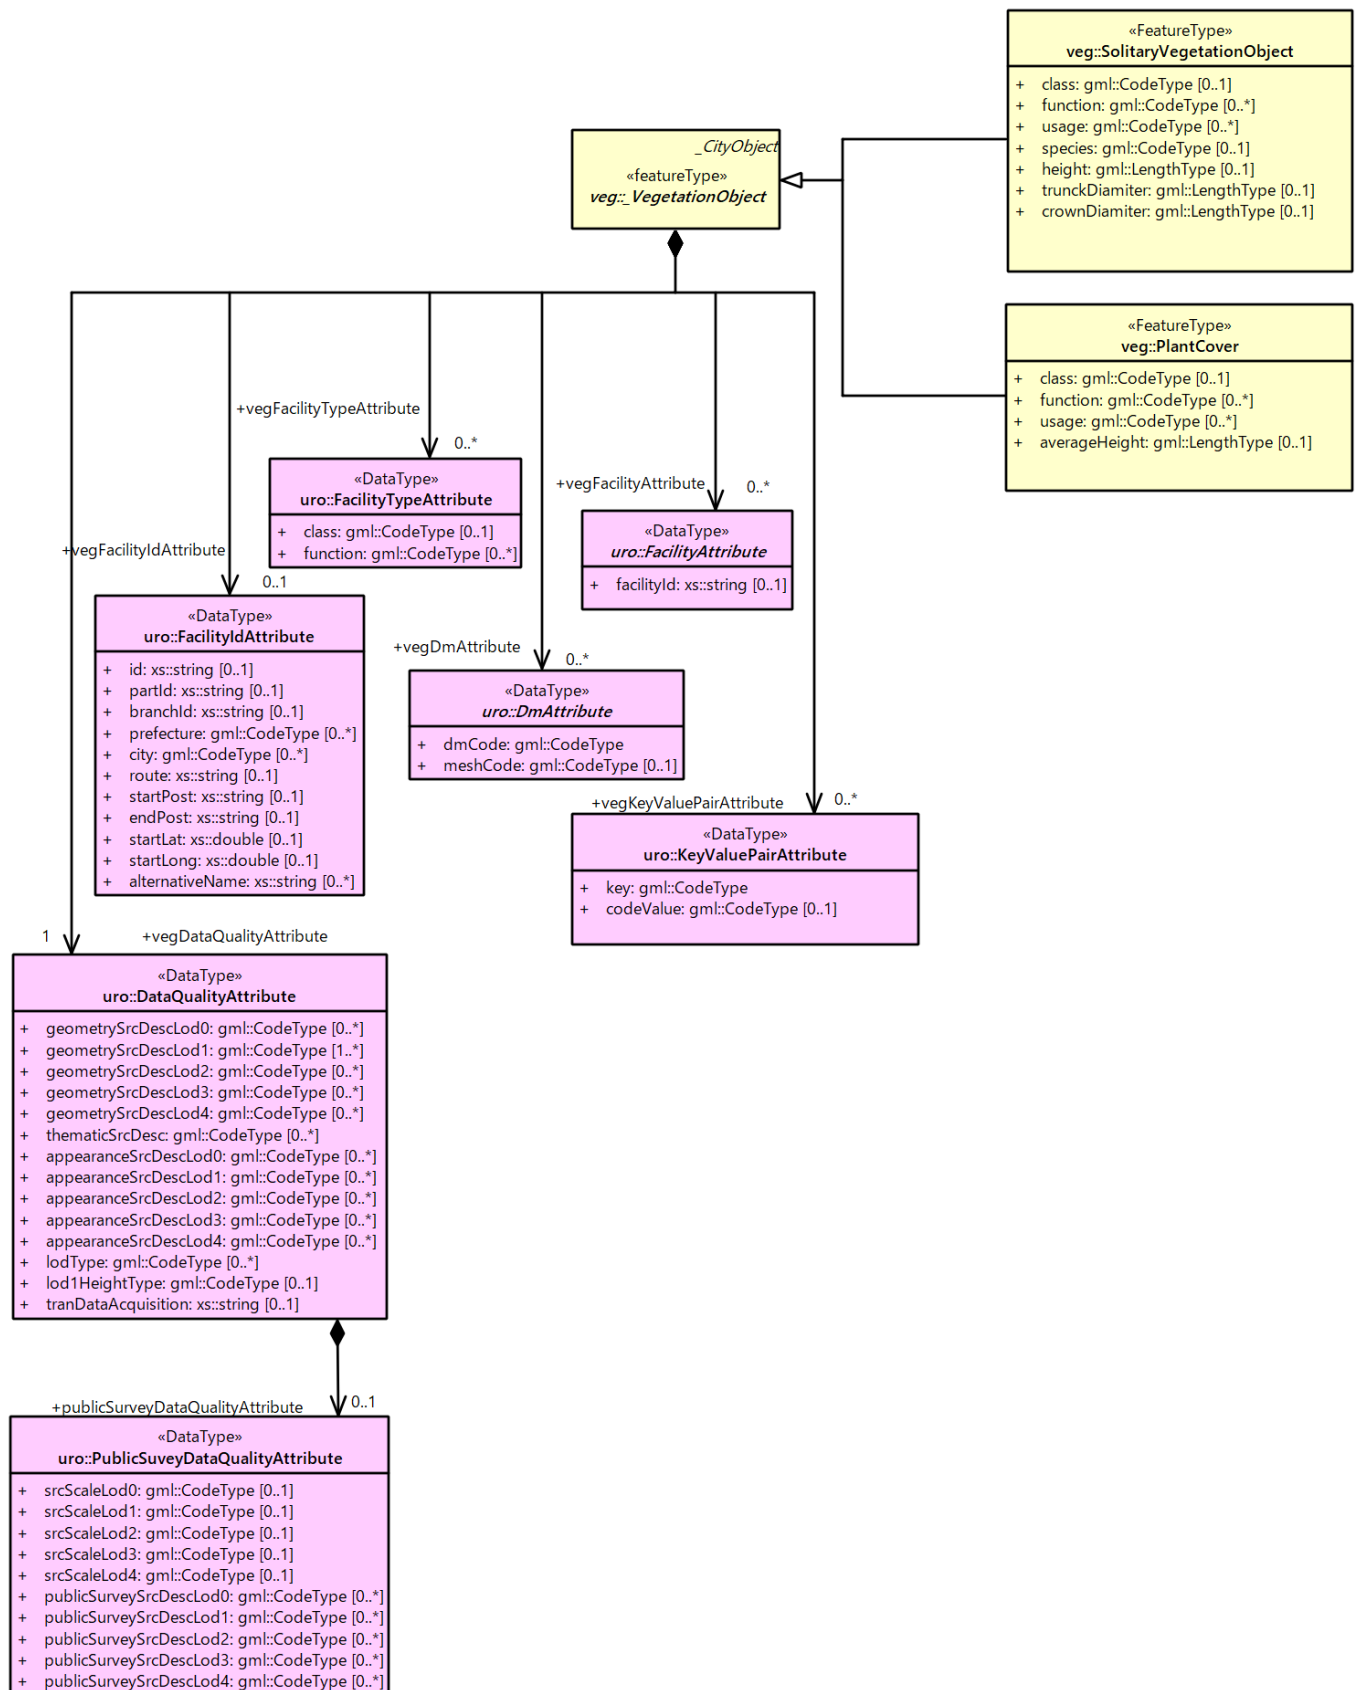 «FeatureType»
veg::SolitaryVegetationObject
+ class: gml::CodeType [0..1]
+ function: gml::CodeType [0..*]
+ usage: gml::CodeType [0..*]
+ species: gml::CodeType [0..1]
+ height: gml::LengthType [0..1]
+ trunckDiamiter: gml::LengthType [0..1]
+ crownDiamiter: gml::LengthType [0..1]
_CityObject
«featureType»
veg::_VegetationObject
«FeatureType»
veg::PlantCover
+ class: gml::CodeType [0..1]
+ function: gml::CodeType [0..*]
+ usage: gml::CodeType [0..*]
+ averageHeight: gml::LengthType [0..1]
+vegFacilityTypeAttribute
0..*
«DataType»
uro::FacilityTypeAttribute
+ class: gml::CodeType [0..1]
+ function: gml::CodeType [0..*]
+vegFacilityAttribute
0..*
«DataType»
uro::FacilityAttribute
+ facilityId: xs::string [0..1]
+vegFacilityIdAttribute
0..1
«DataType»
uro::FacilityIdAttribute
+ id: xs::string [0..1]
+ partId: xs::string [0..1]
+ branchId: xs::string [0..1]
+ prefecture: gml::CodeType [0..*]
+ city: gml::CodeType [0..*]
+ route: xs::string [0..1]
+ startPost: xs::string [0..1]
+ endPost: xs::string [0..1]
+ startLat: xs::double [0..1]
+ startLong: xs::double [0..1]
+ alternativeName: xs::string [0..*]
+vegDmAttribute
0..*
«DataType»
uro::DmAttribute
+ dmCode: gml::CodeType
+ meshCode: gml::CodeType [0..1]
+vegKeyValuePairAttribute
0..*
«DataType»
uro::KeyValuePairAttribute
+ key: gml::CodeType
+ codeValue: gml::CodeType [0..1]
1
+vegDataQualityAttribute
«DataType»
uro::DataQualityAttribute
+ geometrySrcDescLod0: gml::CodeType [0..*]
+ geometrySrcDescLod1: gml::CodeType [1..*]
+ geometrySrcDescLod2: gml::CodeType [0..*]
+ geometrySrcDescLod3: gml::CodeType [0..*]
+ geometrySrcDescLod4: gml::CodeType [0..*]
+ thematicSrcDesc: gml::CodeType [0..*]
+ appearanceSrcDescLod0: gml::CodeType [0..*]
+ appearanceSrcDescLod1: gml::CodeType [0..*]
+ appearanceSrcDescLod2: gml::CodeType [0..*]
+ appearanceSrcDescLod3: gml::CodeType [0..*]
+ appearanceSrcDescLod4: gml::CodeType [0..*]
+ lodType: gml::CodeType [0..*]
+ lod1HeightType: gml::CodeType [0..1]
+ tranDataAcquisition: xs::string [0..1]
0..1
+publicSurveyDataQualityAttribute
«DataType»
uro::PublicSuveyDataQualityAttribute
+ srcScaleLod0: gml::CodeType [0..1]
+ srcScaleLod1: gml::CodeType [0..1]
+ srcScaleLod2: gml::CodeType [0..1]
+ srcScaleLod3: gml::CodeType [0..1]
+ srcScaleLod4: gml::CodeType [0..1]
+ publicSurveySrcDescLod0: gml::CodeType [0..*]
+ publicSurveySrcDescLod1: gml::CodeType [0..*]
+ publicSurveySrcDescLod2: gml::CodeType [0..*]
+ publicSurveySrcDescLod3: gml::CodeType [0..*]
+ publicSurveySrcDescLod4: gml::CodeType [0..*]